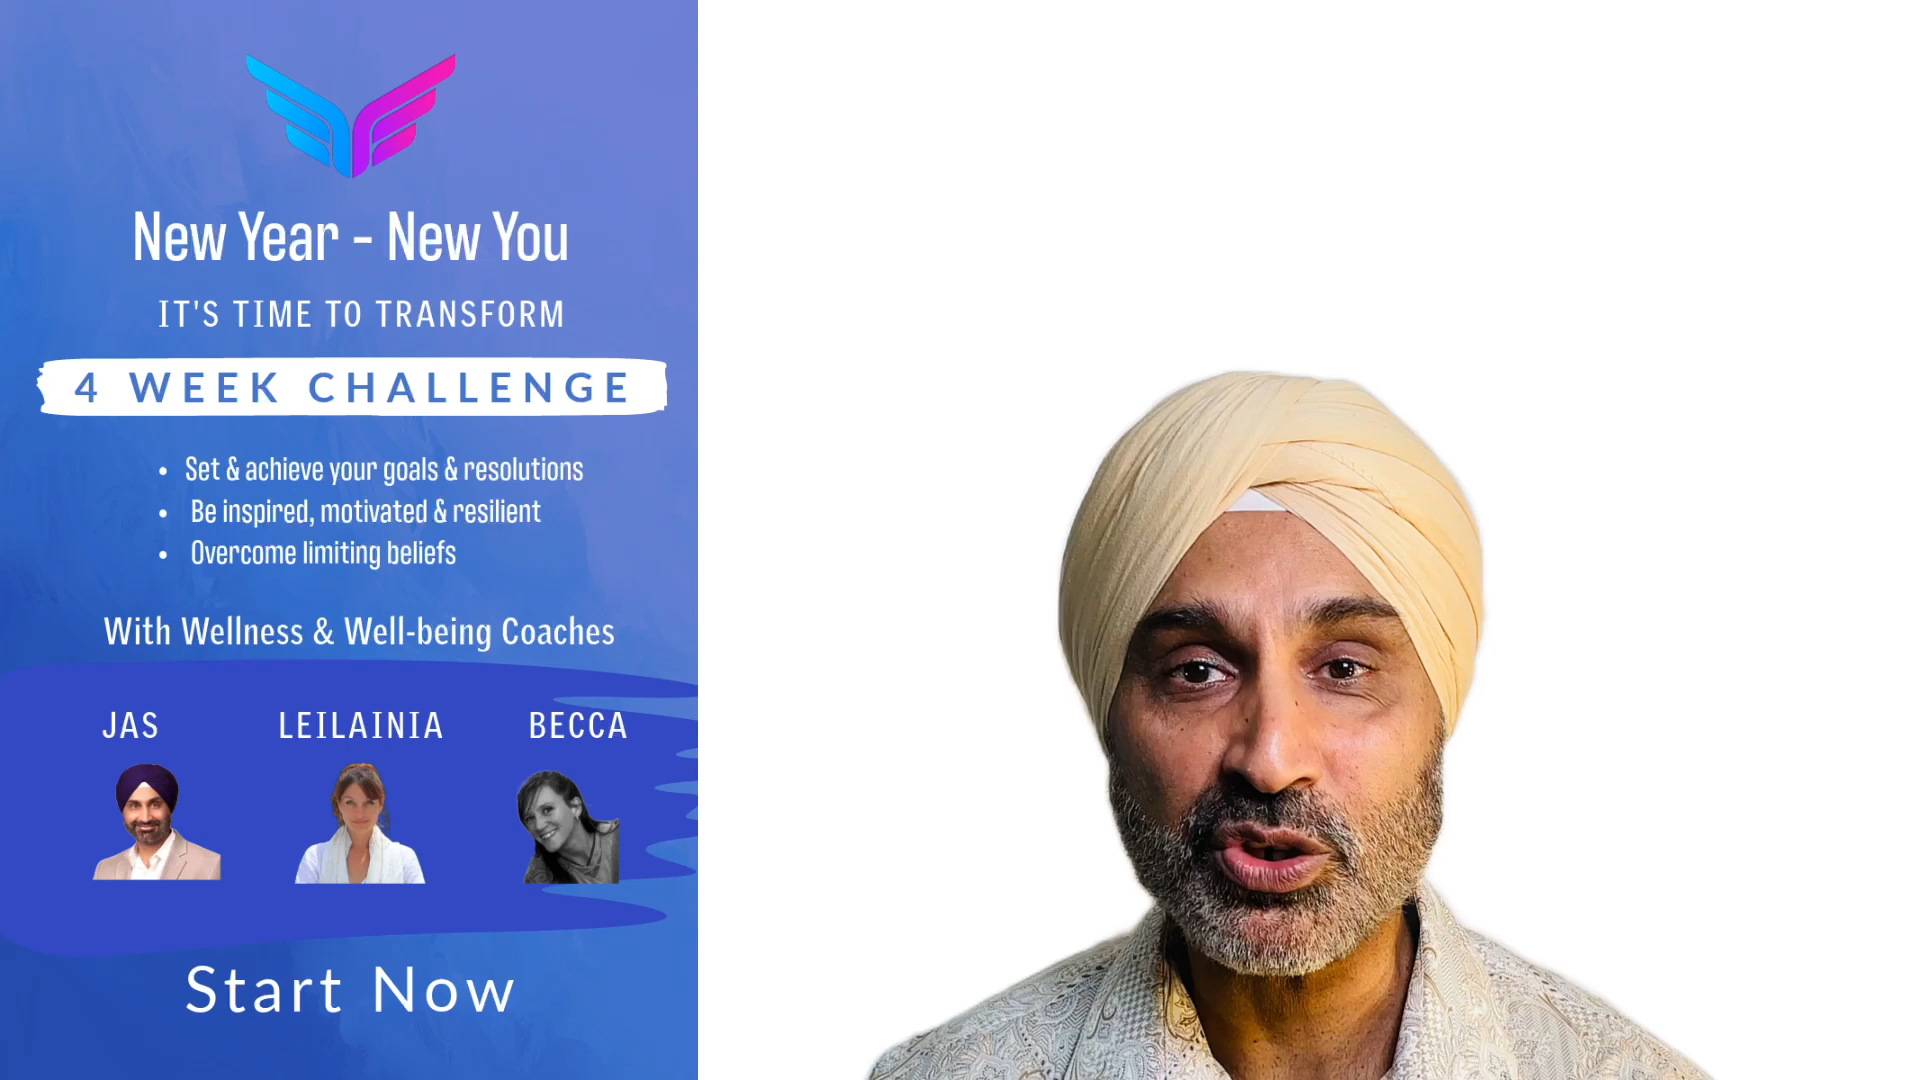 New Year - New You
IT'S TIME TO TRANSFORM
4 WEEK CHALLENGE
• Set & achieve your goals & resolutions
• Be inspired, motivated & resilient
• Overcome limiting beliefs
With Wellness & Well-being Coaches
JAS LEILAINIA BECCA
Start Now